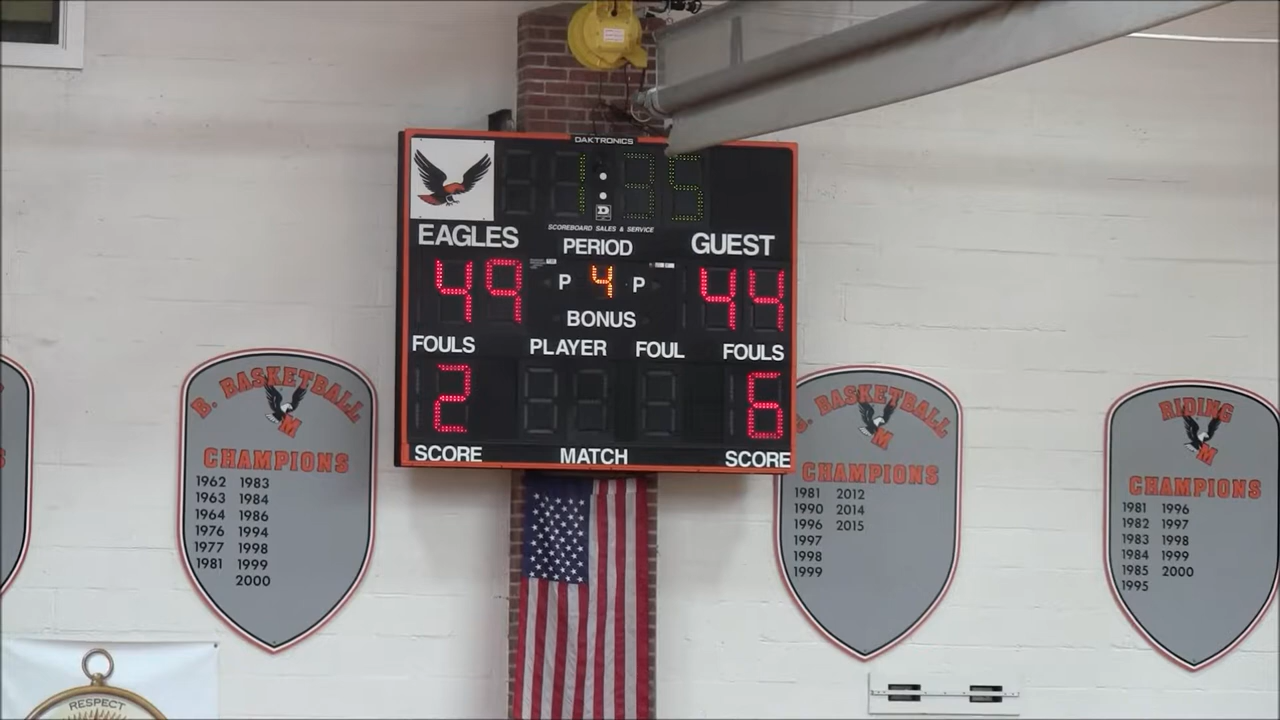 DAKTRONICS
1:35
D
SCOREBOARD SALES & SERVICE
EAGLES PERIOD GUEST
49 P 4 P 44
BONUS
FOULS PLAYER FOUL FOULS
2 6
SCORE MATCH SCORE
B. BASKETBALL
M
CHAMPIONS
1962 1983
1963 1984
1964 1986
1976 1994
1977 1998
1981 1999
2000
BASKETBALL
M
CHAMPIONS
1981 2012
1990 2014
1996 2015
1997
1998
1999
RIDING
M
CHAMPIONS
1981 1996
1982 1997
1983 1998
1984 1999
1985 2000
1995
RESPECT